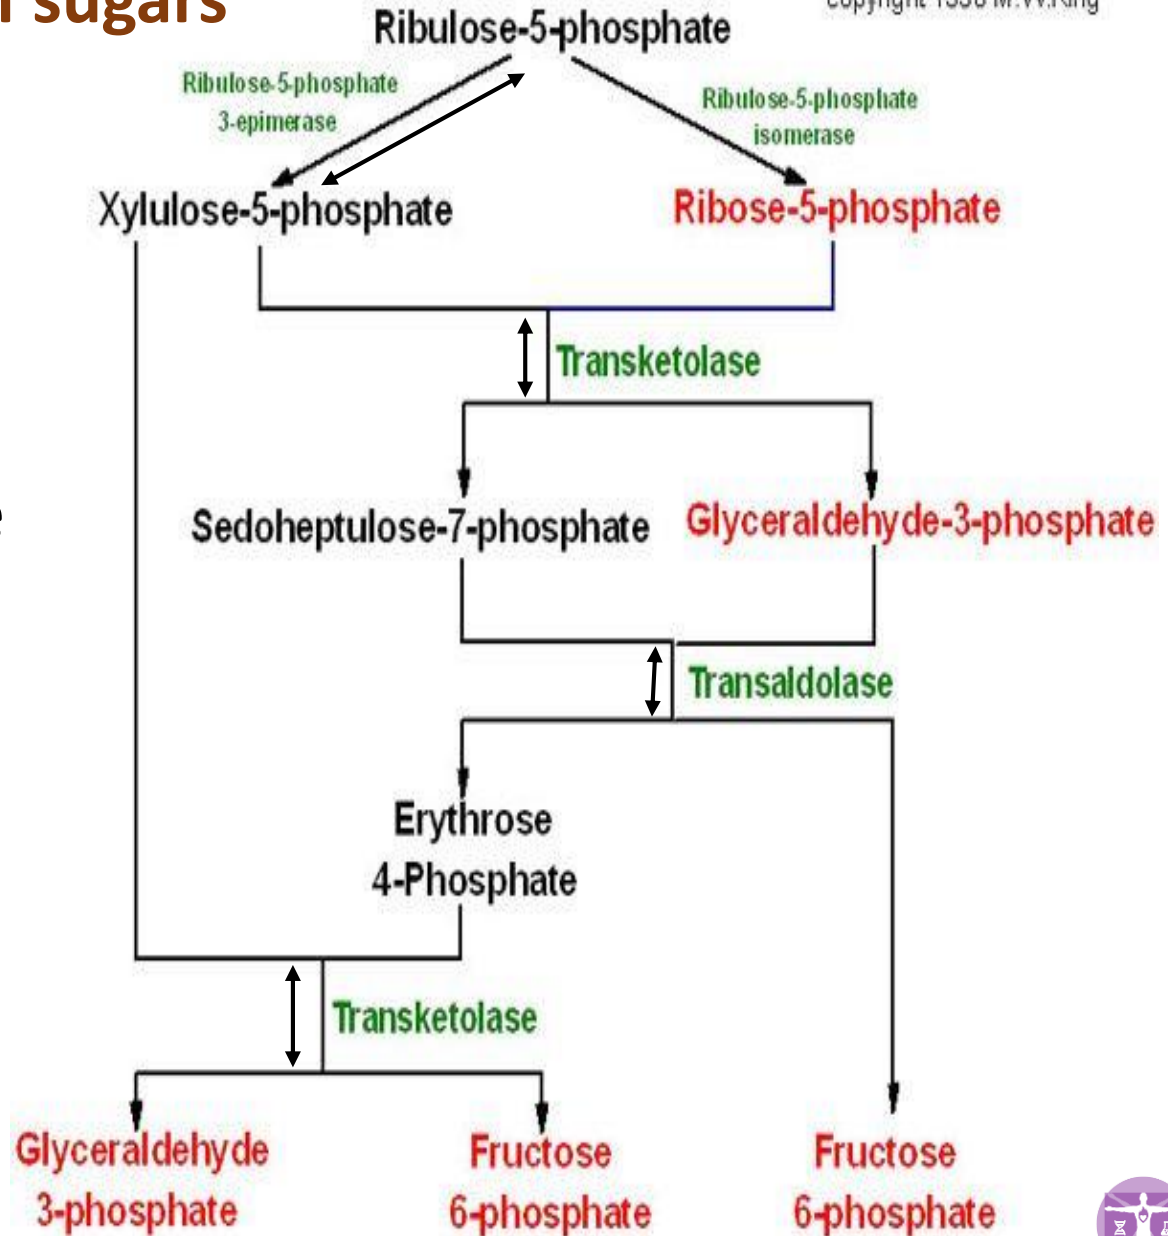 sugars
Ribulose-5-phosphate
Ribulose-5-phosphate
3-epimerase
Ribulose-5-phosphate
isomerase
Xylulose-5-phosphate
Ribose-5-phosphate
Transketolase
Sedoheptulose-7-phosphate
Glyceraldehyde-3-phosphate
Transaldolase
Erythrose
4-Phosphate
Transketolase
Glyceraldehyde
3-phosphate
Fructose
6-phosphate
Fructose
6-phosphate